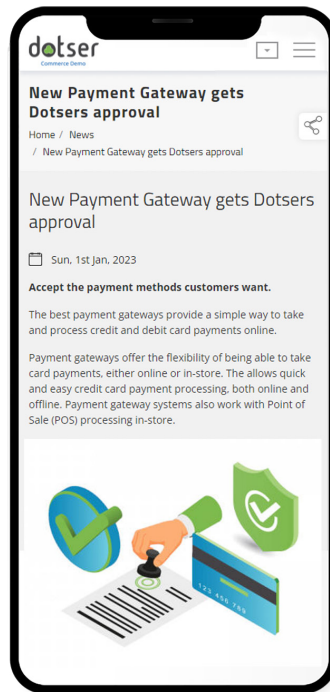 dotser
Commerce Demo
New Payment Gateway gets
Dotsers approval
Home / News
/ New Payment Gateway gets Dotsers approval
New Payment Gateway gets Dotsers
approval
Sun, 1st Jan, 2023
Accept the payment methods customers want.
The best payment gateways provide a simple way to take
and process credit and debit card payments online.
Payment gateways offer the flexibility of being able to take
card payments, either online or in-store. The allows quick
and easy credit card payment processing, both online and
offline. Payment gateway systems also work with Point of
Sale (POS) processing in-store.
123 456 789